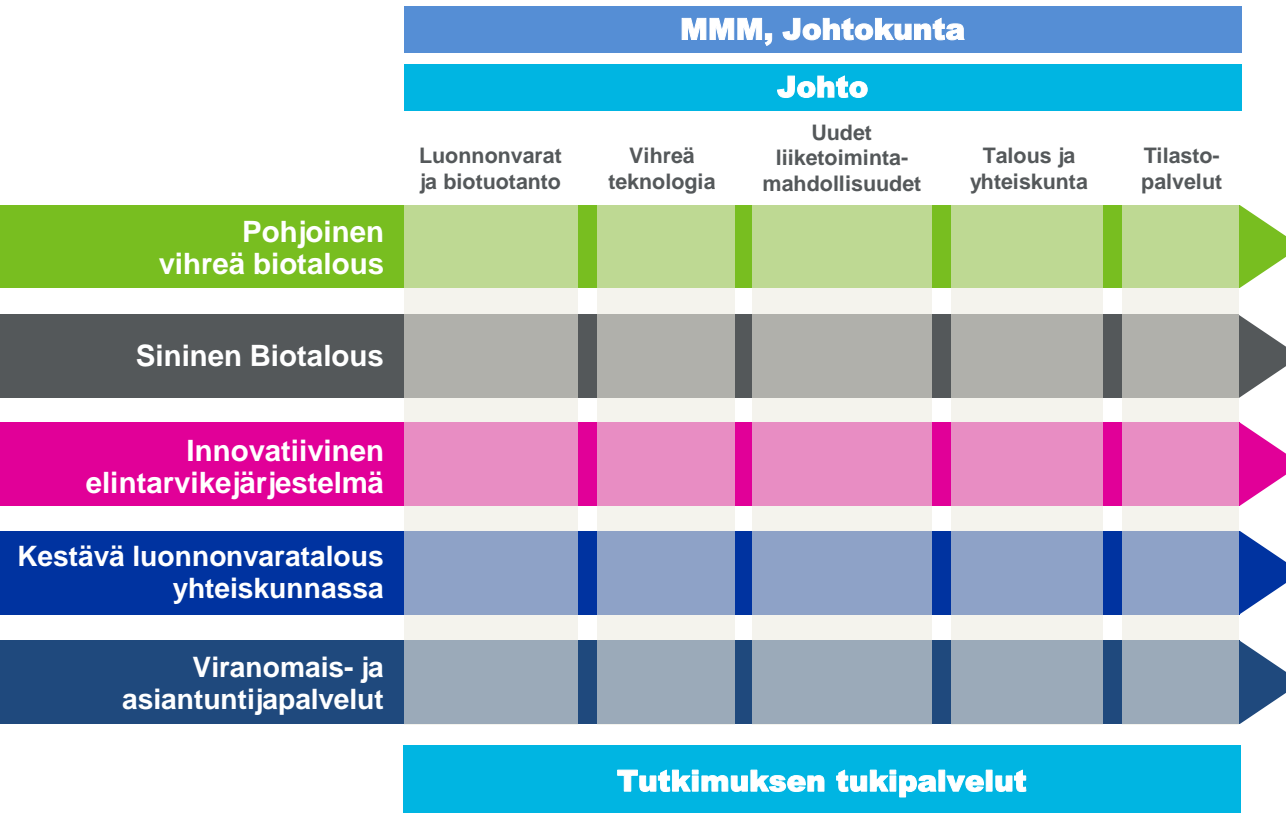 MMM, Johtokunta
Johto
Luonnonvarat
ja biotuotanto
Vihreä
teknologia
Uudet
liiketoiminta-
mahdollisuudet
Talous ja
yhteiskunta
Tilasto-
palvelut
Pohjoinen
vihreä biotalous
Sininen Biotalous
Innovatiivinen
elintarvikejärjestelmä
Kestävä luonnonvaratalous
yhteiskunnassa
Viranomais- ja
asiantuntijapalvelut
Tutkimuksen tukipalvelut